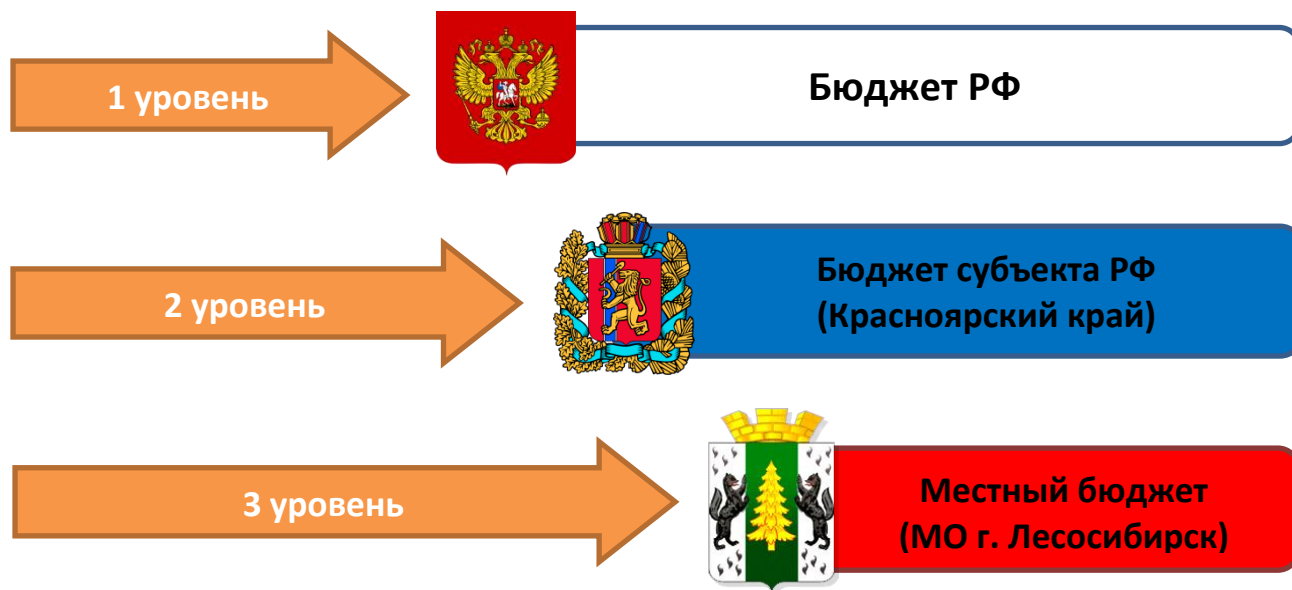 1 уровень
Бюджет РФ
2 уровень
Бюджет субъекта РФ
(Красноярский край)
3 уровень
Местный бюджет
(МО г. Лесосибирск)